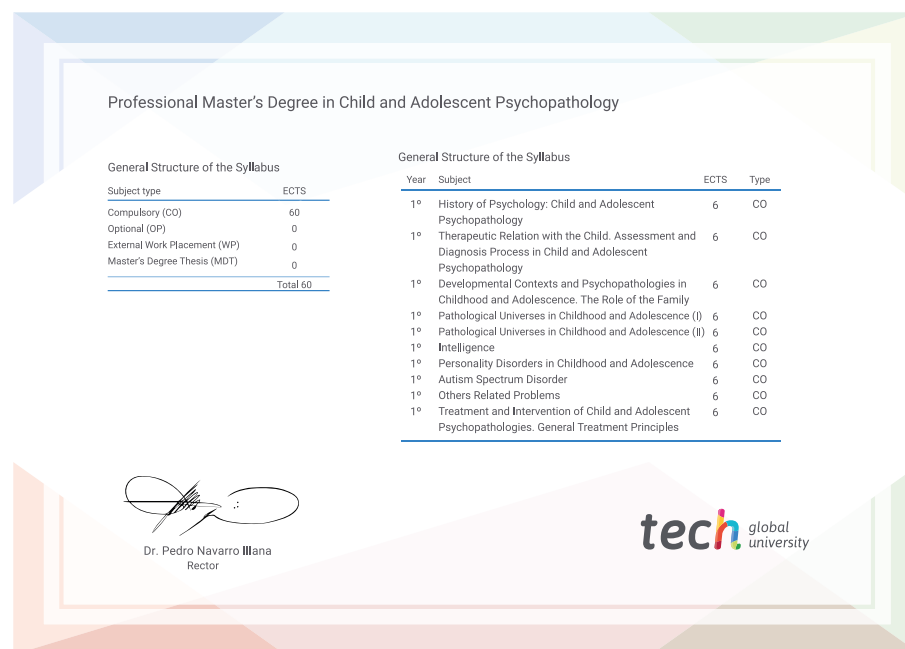 Professional Master's Degree in Child and Adolescent Psychopathology
General Structure of the Syllabus
Subject type ECTS
Compulsory (CO) 60
Optional (OP) 0
External Work Placement (WP) 0
Master's Degree Thesis (MDT) 0
Total 60
General Structure of the Syllabus
Year Subject ECTS Type
1º History of Psychology: Child and Adolescent 6 CO
Psychopathology
1º Therapeutic Relation with the Child. Assessment and 6 CO
Diagnosis Process in Child and Adolescent
Psychopathology
1º Developmental Contexts and Psychopathologies in 6 CO
Childhood and Adolescence. The Role of the Family
1º Pathological Universes in Childhood and Adolescence (I) 6 CO
1º Pathological Universes in Childhood and Adolescence (II) 6 CO
1º Intelligence 6 CO
1º Personality Disorders in Childhood and Adolescence 6 CO
1º Autism Spectrum Disorder 6 CO
1º Others Related Problems 6 CO
1º Treatment and Intervention of Child and Adolescent 6 CO
Psychopathologies. General Treatment Principles
Dr. Pedro Navarro Illana
Rector
tech global
university